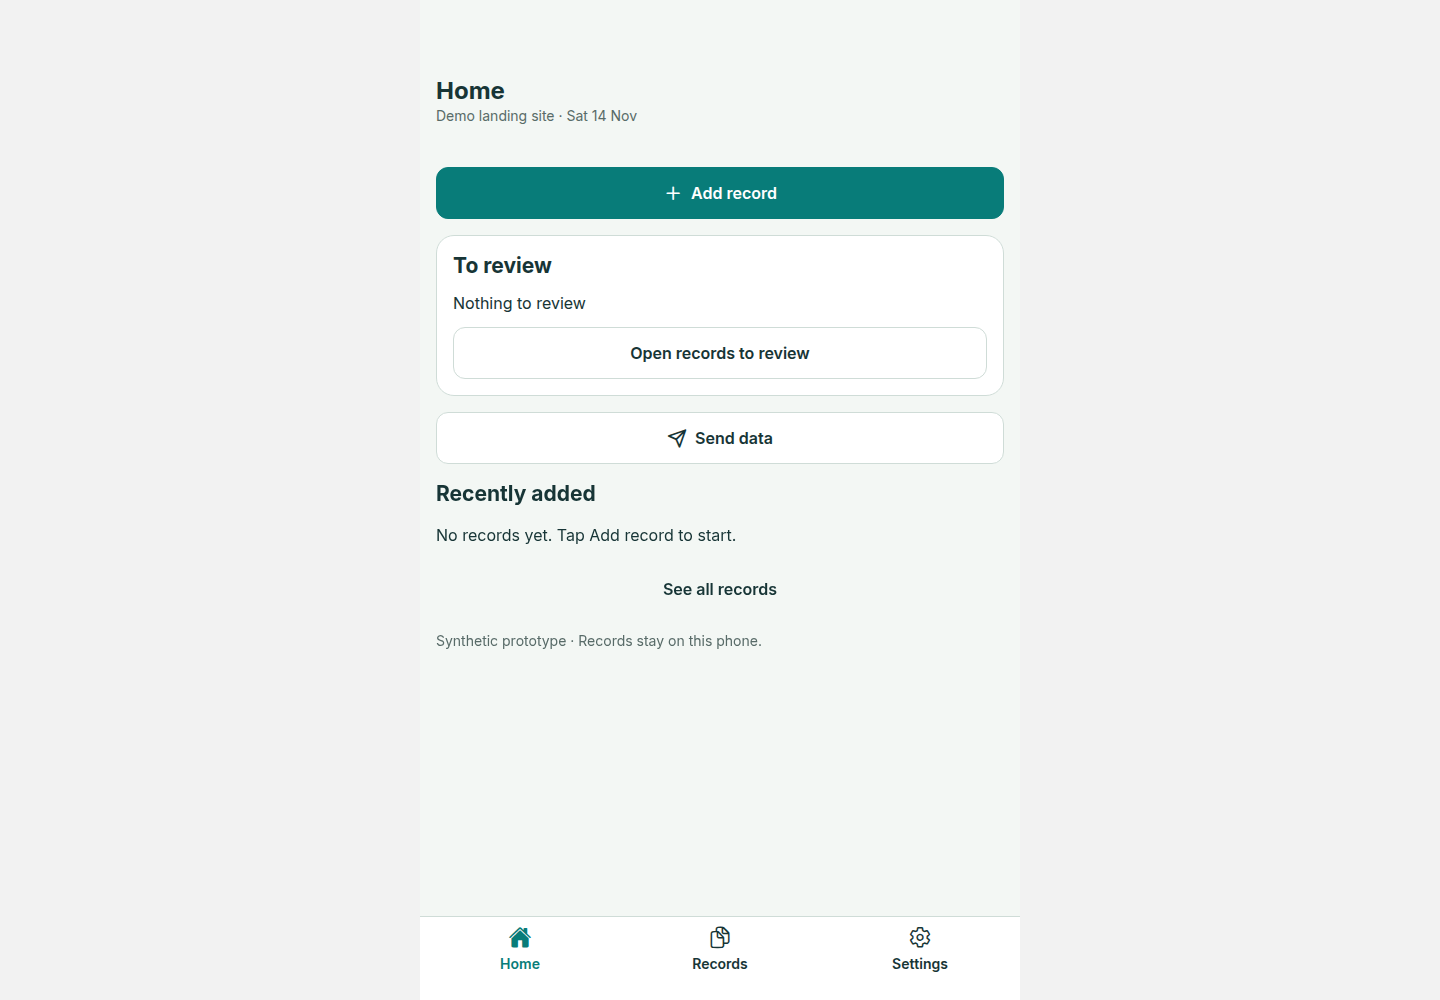 Home
Demo landing site · Sat 14 Nov
Add record
To review
Nothing to review
Open records to review
Send data
Recently added
No records yet. Tap Add record to start.
See all records
Synthetic prototype · Records stay on this phone.
Home
Records
Settings